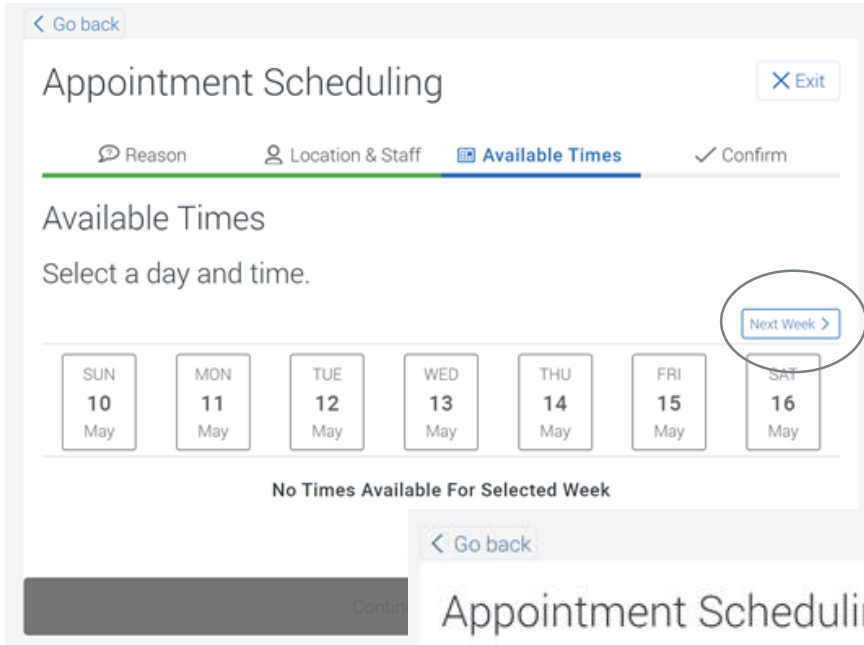 Go back
Appointment Scheduling
Exit
Reason Location & Staff Available Times Confirm
Available Times
Select a day and time.
Next Week
SUN MON TUE WED THU FRI SAT
10 11 12 13 14 15 16
May May May May May May May
No Times Available For Selected Week
Go back
Contin
Appointment Scheduli